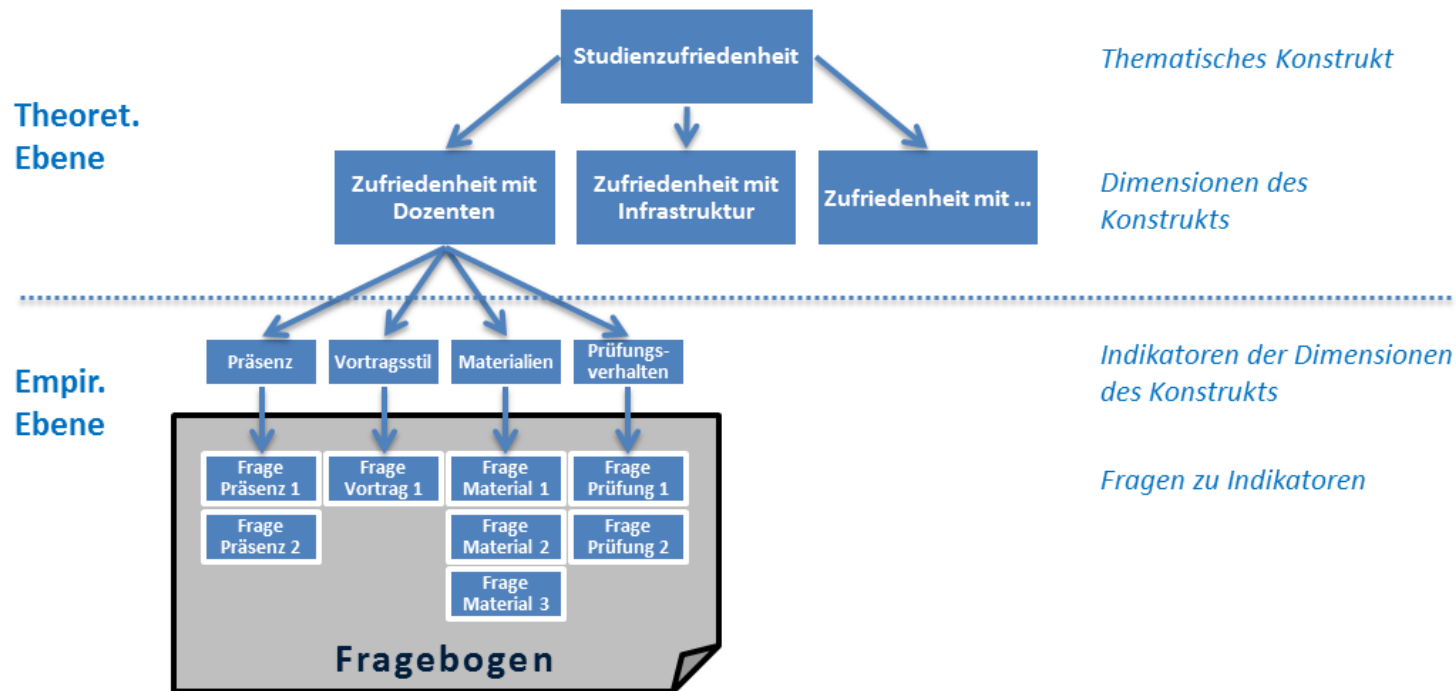 Studienzufriedenheit
Thematisches Konstrukt
Theoret.
Ebene
Zufriedenheit mit
Dozenten
Zufriedenheit mit
Infrastruktur
Zufriedenheit mit ...
Dimensionen des
Konstrukts
Präsenz
Vortragsstil
Materialien
Prüfungs-
verhalten
Indikatoren der Dimensionen
des Konstrukts
Empir.
Ebene
Frage
Präsenz 1
Frage
Vortrag 1
Frage
Material 1
Frage
Prüfung 1
Fragen zu Indikatoren
Frage
Präsenz 2
Frage
Material 2
Frage
Prüfung 2
Frage
Material 3
Fragebogen